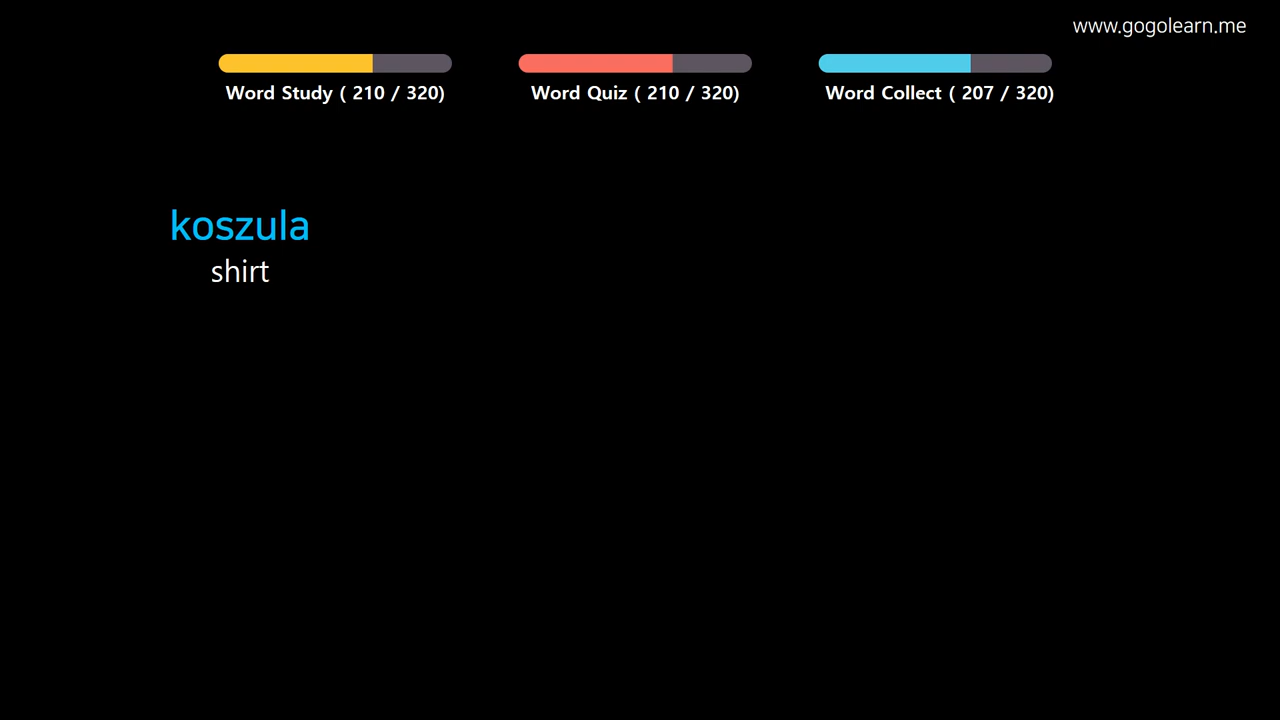 www.gogolearn.me
Word Study ( 210 / 320)
Word Quiz ( 210 / 320)
Word Collect ( 207 / 320)
koszula
shirt